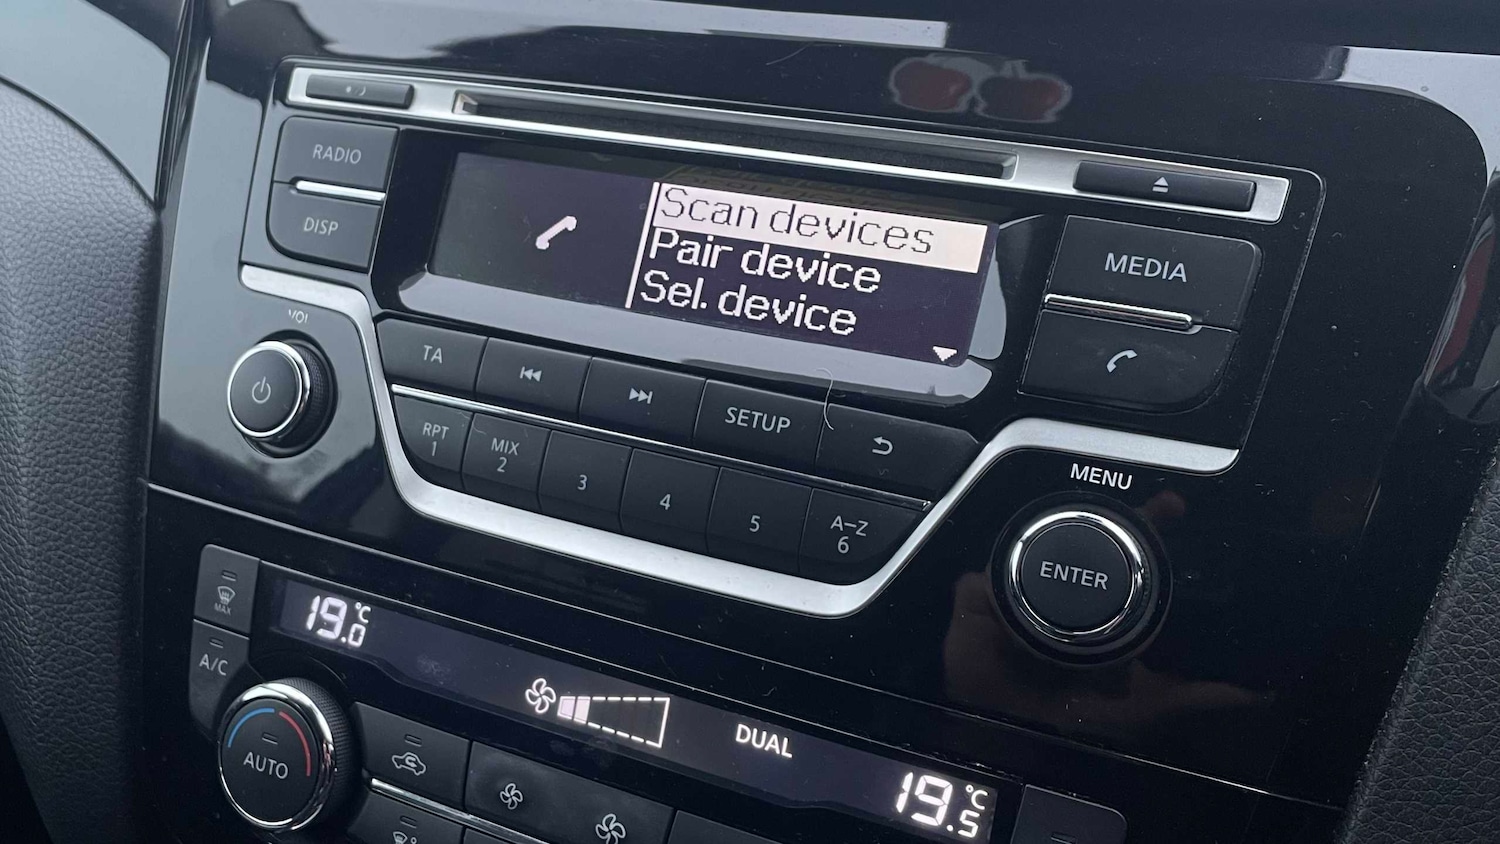 RADIO
DISP
Scan devices
Pair device
Sel. device
MEDIA
VOL
TA
SETUP
RPT
1
MIX
2
3
4
5
A-Z
6
MENU
ENTER
MAX
A/C
19.0°C
DUAL
19.5°C
AUTO